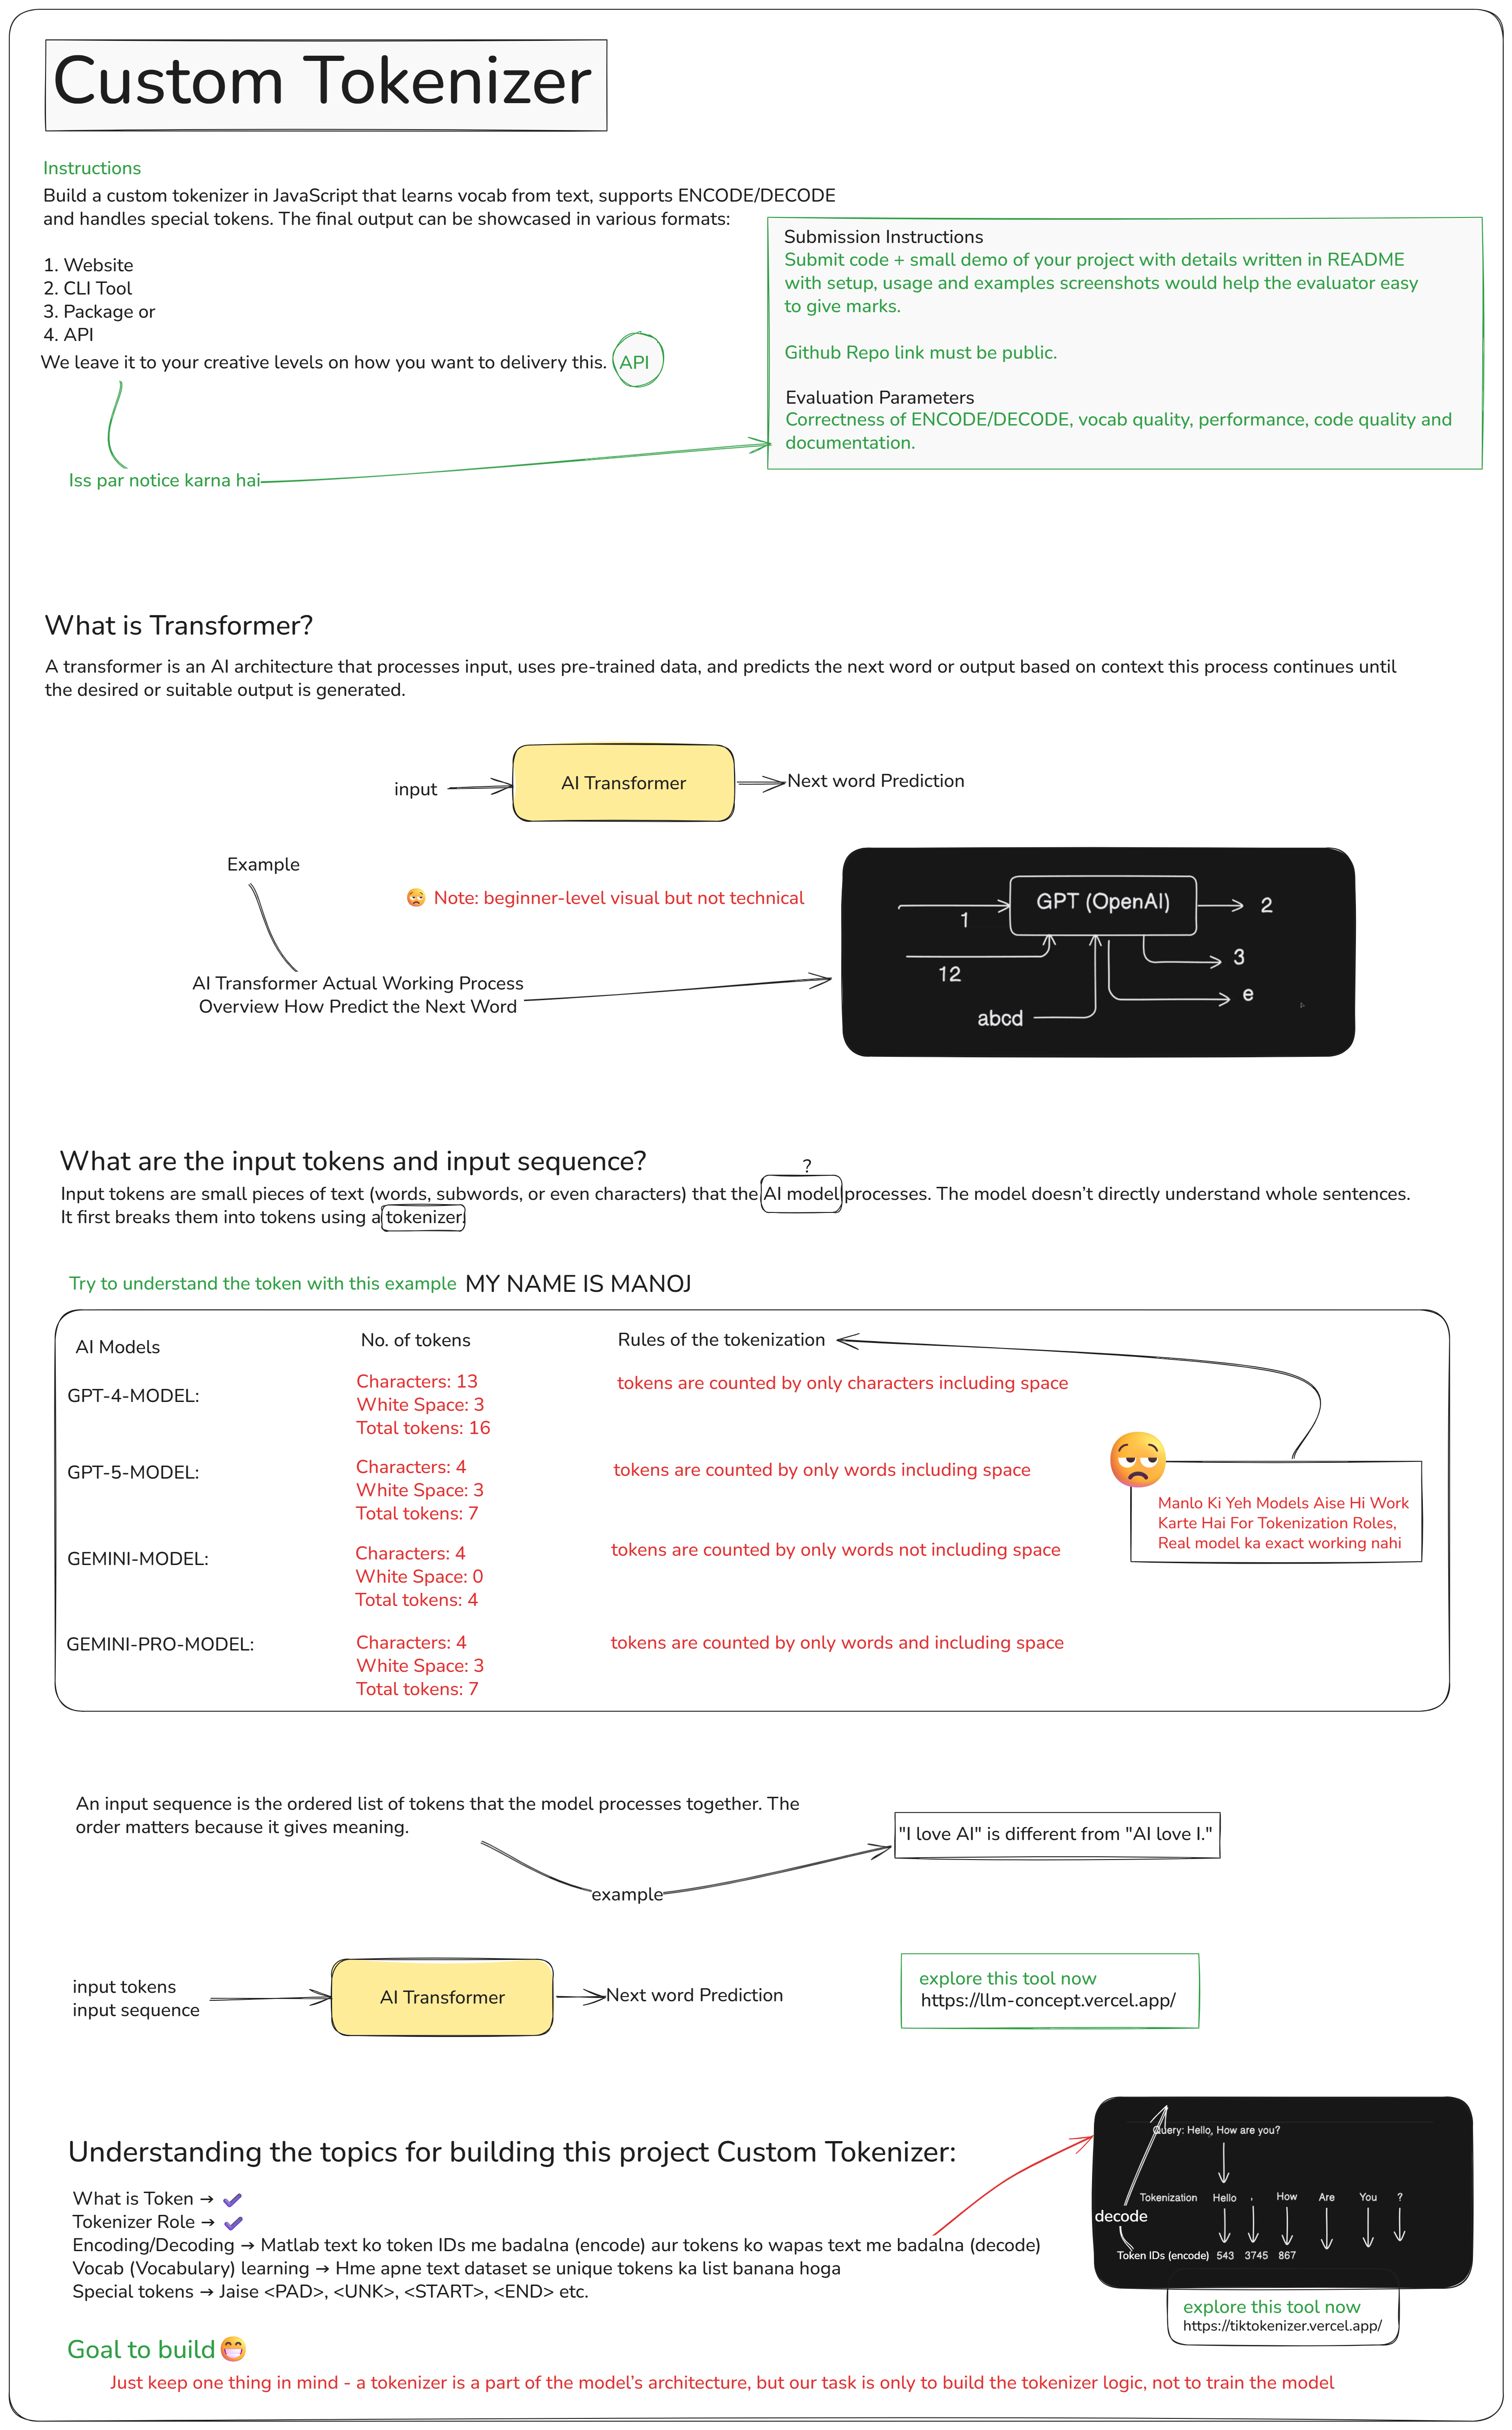 Custom Tokenizer
Instructions
Build a custom tokenizer in JavaScript that learns vocab from text, supports ENCODE/DECODE
and handles special tokens. The final output can be showcased in various formats:
1. Website
2. CLI Tool
3. Package or
4. API
We leave it to your creative levels on how you want to delivery this.
API
Iss par notice karna hai
Submission Instructions
Submit code + small demo of your project with details written in README
with setup, usage and examples screenshots would help the evaluator easy
to give marks.
Github Repo link must be public.
Evaluation Parameters
Correctness of ENCODE/DECODE, vocab quality, performance, code quality and
documentation.
What is Transformer?
A transformer is an AI architecture that processes input, uses pre-trained data, and predicts the next word or output based on context this process continues until
the desired or suitable output is generated.
input
AI Transformer
Next word Prediction
Example
😧 Note: beginner-level visual but not technical
AI Transformer Actual Working Process
Overview How Predict the Next Word
GPT (OpenAI)
1
2
12
3
abcd
e
What are the input tokens and input sequence?
?
Input tokens are small pieces of text (words, subwords, or even characters) that the AI model processes. The model doesn’t directly understand whole sentences.
It first breaks them into tokens using a tokenizer.
Try to understand the token with this example
MY NAME IS MANOJ
AI Models
No. of tokens
Rules of the tokenization
GPT-4-MODEL:
Characters: 13
White Space: 3
Total tokens: 16
tokens are counted by only characters including space
GPT-5-MODEL:
Characters: 4
White Space: 3
Total tokens: 7
tokens are counted by only words including space
GEMINI-MODEL:
Characters: 4
White Space: 0
Total tokens: 4
tokens are counted by only words not including space
GEMINI-PRO-MODEL:
Characters: 4
White Space: 3
Total tokens: 7
tokens are counted by only words and including space
Manlo Ki Yeh Models Aise Hi Work
Karte Hai For Tokenization Roles,
Real model ka exact working nahi
An input sequence is the ordered list of tokens that the model processes together. The
order matters because it gives meaning.
example
"I love AI" is different from "AI love I."
input tokens
input sequence
AI Transformer
Next word Prediction
explore this tool now
https://llm-concept.vercel.app/
Understanding the topics for building this project Custom Tokenizer:
What is Token → ✔
Tokenizer Role → ✔
Encoding/Decoding → Matlab text ko token IDs me badalna (encode) aur tokens ko wapas text me badalna (decode)
Vocab (Vocabulary) learning → Hme apne text dataset se unique tokens ka list banana hoga
Special tokens → Jaise <PAD>, <UNK>, <START>, <END> etc.
Query: Hello, How are you?
Tokenization Hello , How Are You ?
decode
Token IDs (encode) 543 3745 867
explore this tool now
https://tiktokenizer.vercel.app/
Goal to build 😁
Just keep one thing in mind - a tokenizer is a part of the model’s architecture, but our task is only to build the tokenizer logic, not to train the model